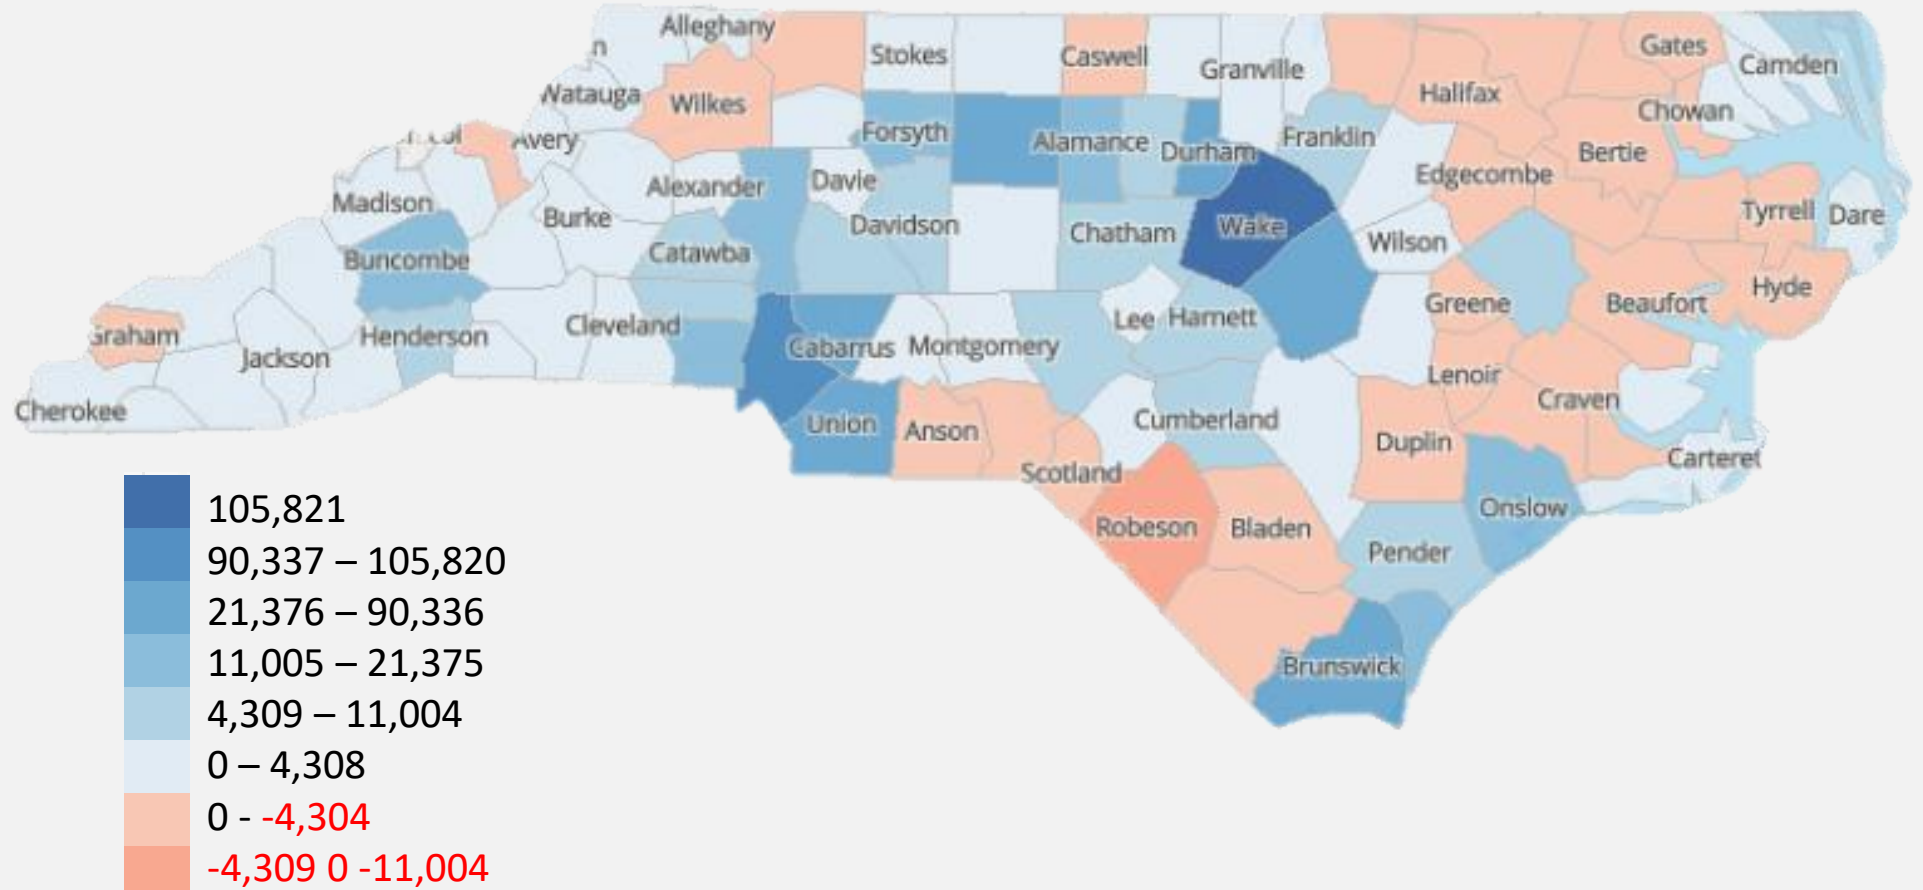 Alleghany
Stokes
Caswell
Granville
Gates
Camden
Watauga
Wilkes
Halifax
Chowan
Avery
Forsyth
Alamance
Durham
Franklin
Edgecombe
Bertie
Madison
Burke
Alexander
Davie
Davidson
Chatham
Wake
Wilson
Tyrrell
Dare
Buncombe
Catawba
Graham
Jackson
Henderson
Cleveland
Cabarrus
Montgomery
Lee
Harnett
Greene
Beaufort
Hyde
Cherokee
Union
Anson
Cumberland
Lenoir
Craven
Duplin
Carteret
Scotland
Robeson
Bladen
Onslow
Pender
Brunswick
105,821
90,337 – 105,820
21,376 – 90,336
11,005 – 21,375
4,309 – 11,004
0 – 4,308
0 - -4,304
-4,309 0 -11,004